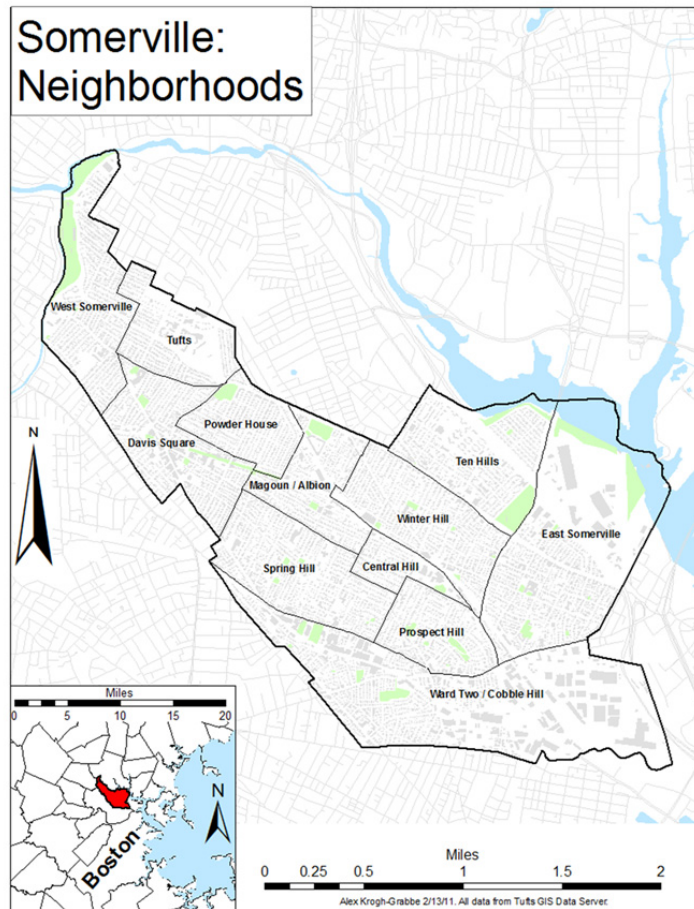 Somerville:
Neighborhoods
West Somerville
Tufts
Powder House
Davis Square
Ten Hills
Magoun / Albion
Winter Hill
East Somerville
Spring Hill
Central Hill
Prospect Hill
Ward Two / Cobble Hill
N
Miles
0 5 10 15 20
N
Boston
Miles
0 0.25 0.5 1 1.5 2
Alex Krogh-Grabbe 2/13/11. All data from Tufts GIS Data Server.